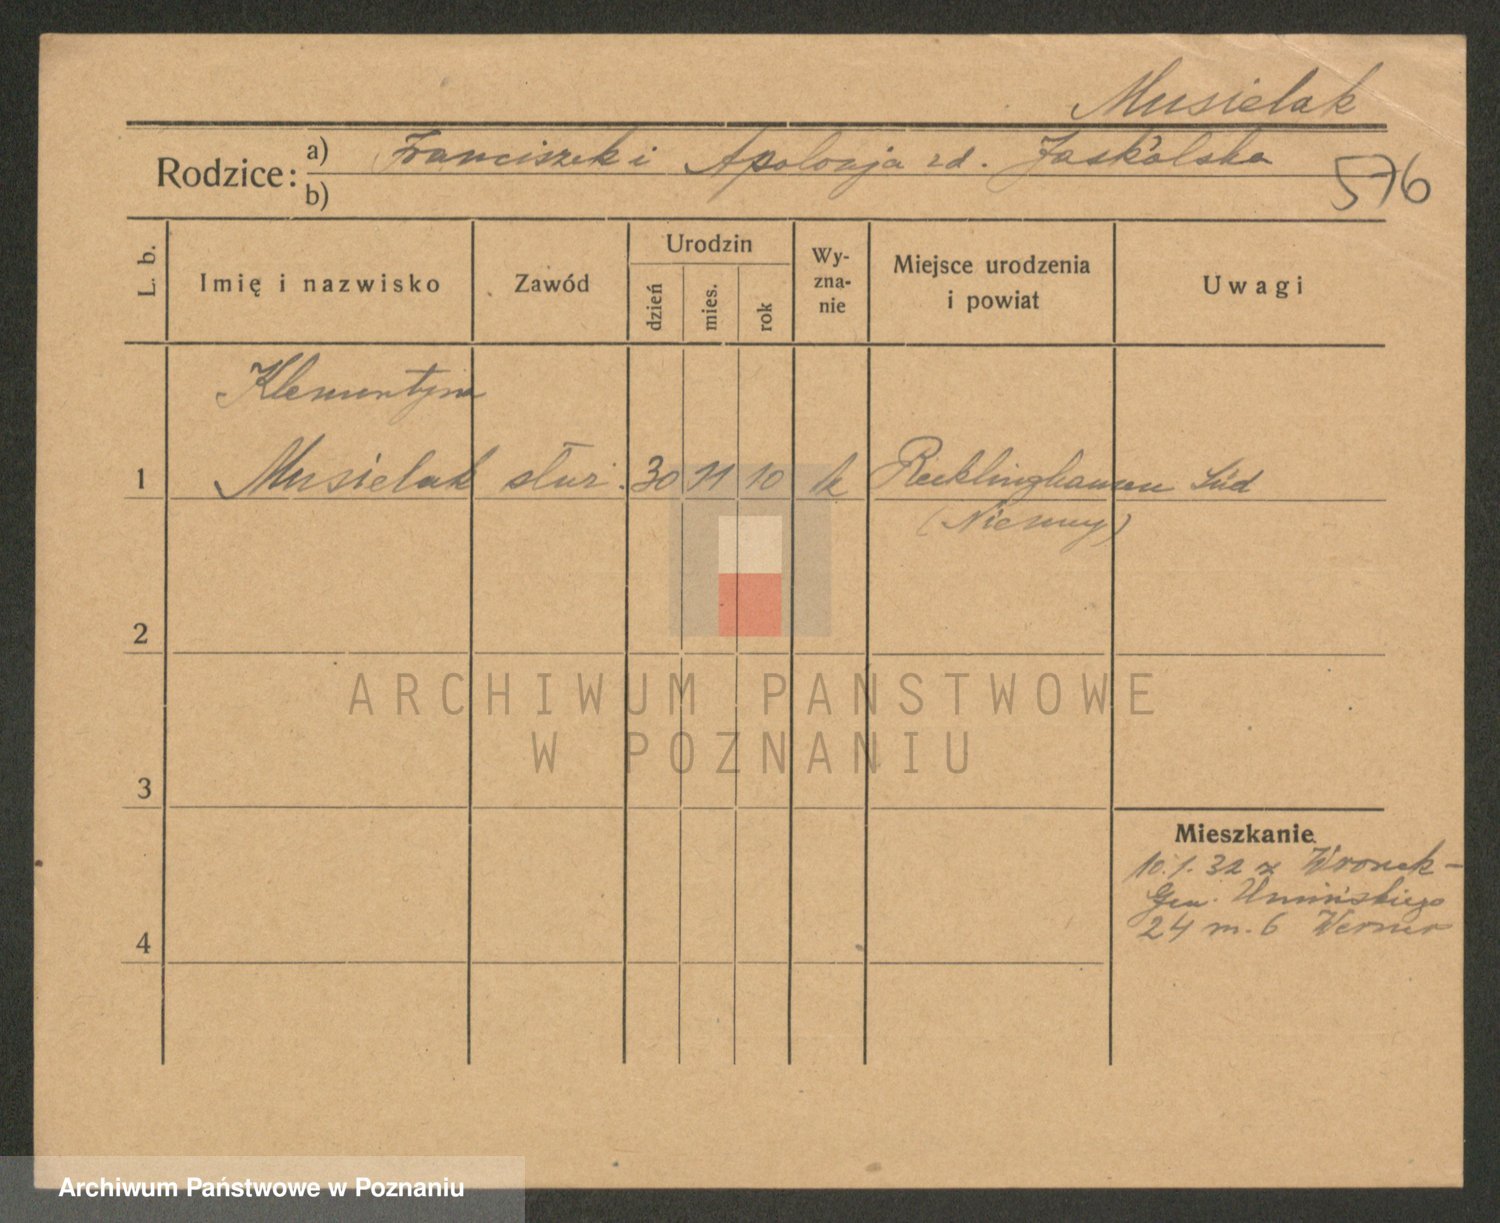 Musielak
Rodzice: a) Franciszek i Apolonja zd. Jaskólska
b)
576
L. b.
Imię i nazwisko
Zawód
Urodzin
dzień
mies.
rok
Wy-
zna-
nie
Miejsce urodzenia
i powiat
Uwagi
Klementyna
1 Musielak służ. 30 11 10 k Recklinghausen Süd
(Niemcy)
2
3
4
Mieszkanie
10.1.32 z Wronek-
Gen. Umińskiego
24 m. 6 Werner
ARCHIWUM PAŃSTWOWE
W POZNANIU
Archiwum Państwowe w Poznaniu